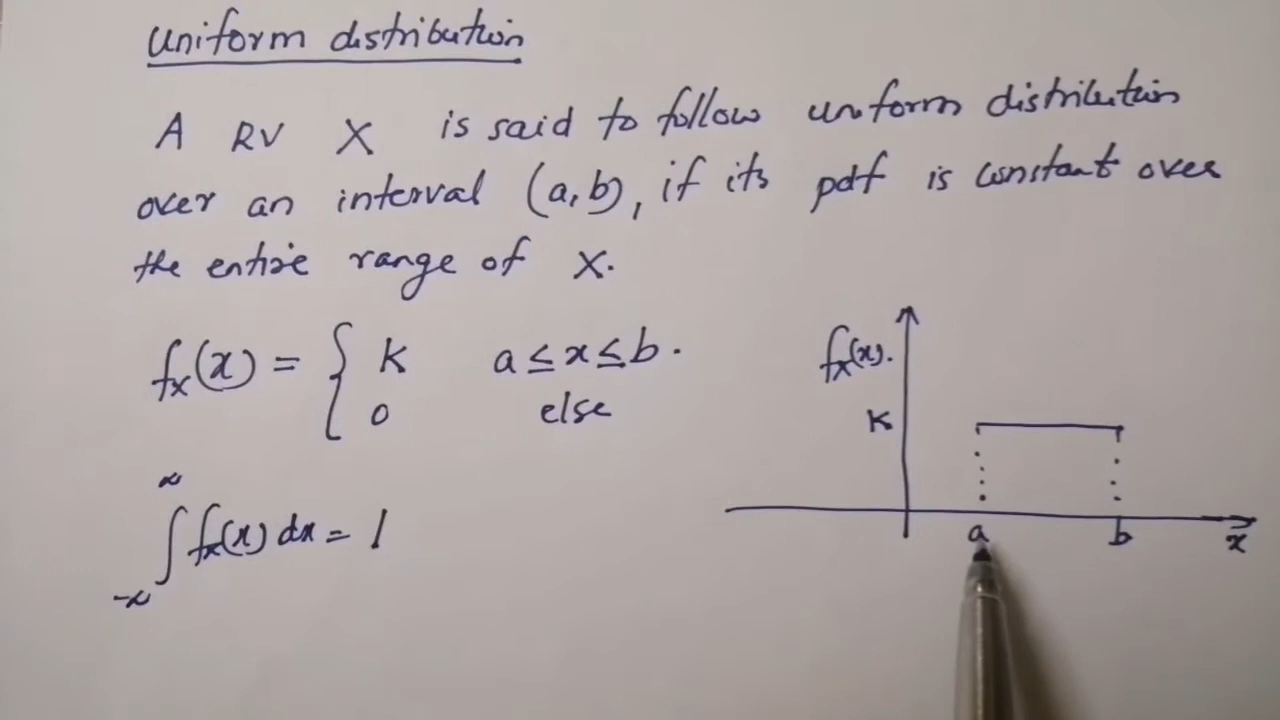 Uniform distribution
A RV X is said to follow uniform distribution
over an interval (a,b), if its pdf is constant over
the entire range of X.
fx(x) = { K a ≤ x ≤ b.
0 else
fx(x).
K
∞
∫ fx(x) dx = 1
-∞
a b x